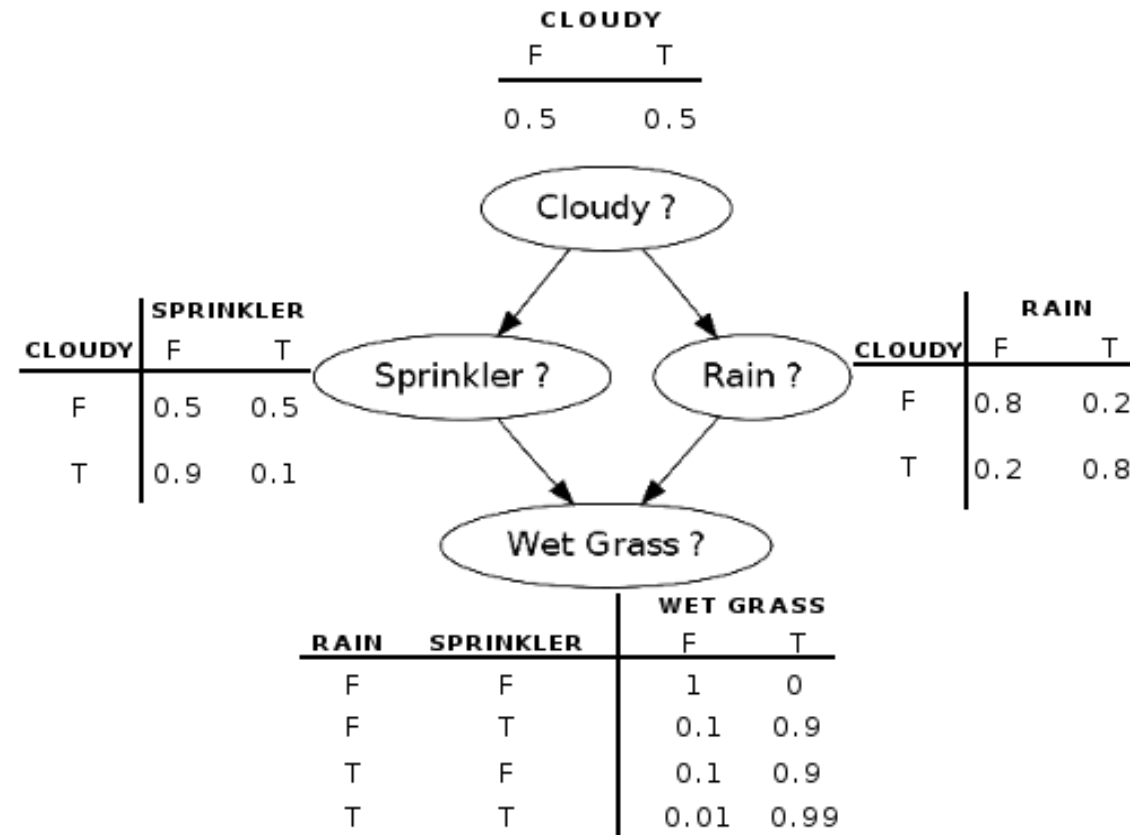 CLOUDY
F T
0.5 0.5
Cloudy ?
SPRINKLER
CLOUDY F T
F 0.5 0.5
T 0.9 0.1
Sprinkler ?
Rain ?
RAIN
CLOUDY F T
F 0.8 0.2
T 0.2 0.8
Wet Grass ?
WET GRASS
RAIN SPRINKLER F T
F F 1 0
F T 0.1 0.9
T F 0.1 0.9
T T 0.01 0.99